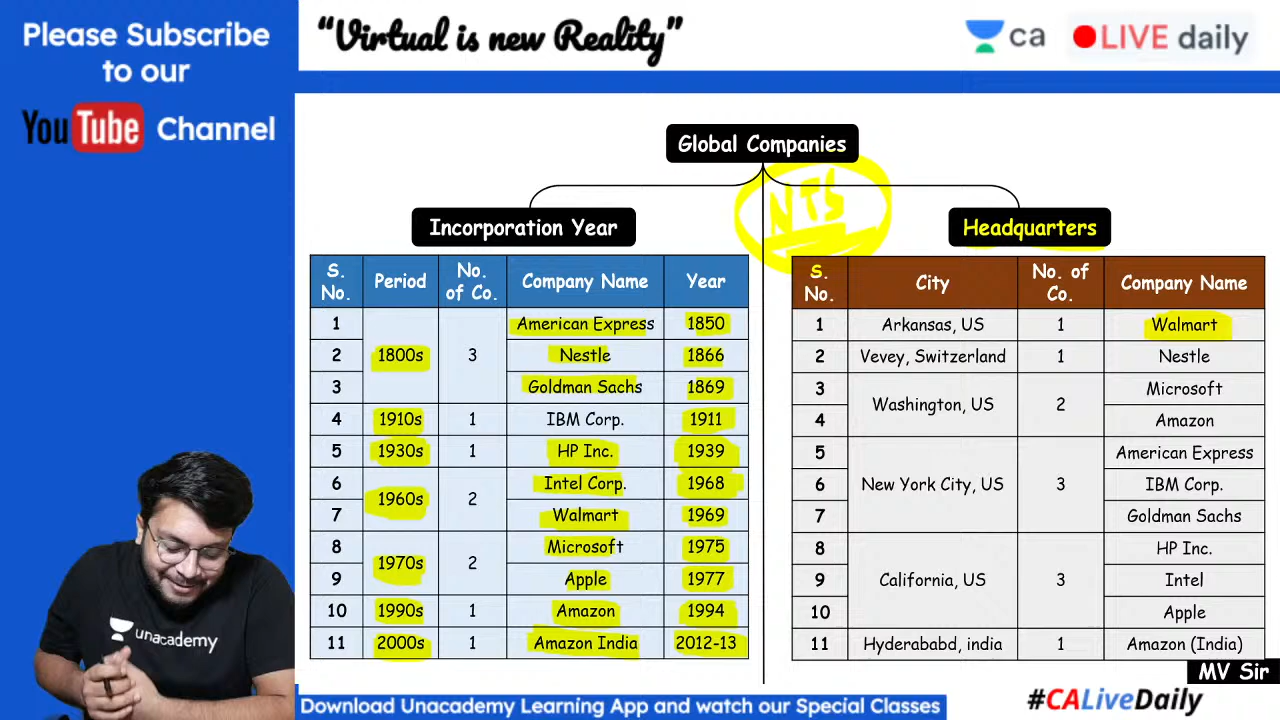 Please Subscribe
to our
YouTube Channel
“Virtual is new Reality”
ca LIVE daily
Global Companies
NTS
Incorporation Year
Headquarters
S. No. Period No. of Co. Company Name Year
1 1800s 3 American Express 1850
2 Nestle 1866
3 Goldman Sachs 1869
4 1910s 1 IBM Corp. 1911
5 1930s 1 HP Inc. 1939
6 1960s 2 Intel Corp. 1968
7 Walmart 1969
8 1970s 2 Microsoft 1975
9 Apple 1977
10 1990s 1 Amazon 1994
11 2000s 1 Amazon India 2012-13
S. No. City No. of Co. Company Name
1 Arkansas, US 1 Walmart
2 Vevey, Switzerland 1 Nestle
3 Washington, US 2 Microsoft
4 Amazon
5 New York City, US 3 American Express
6 IBM Corp.
7 Goldman Sachs
8 California, US 3 HP Inc.
9 Intel
10 Apple
11 Hyderababd, india 1 Amazon (India)
unacademy
MV Sir
Download Unacademy Learning App and watch our Special Classes
#CALiveDaily